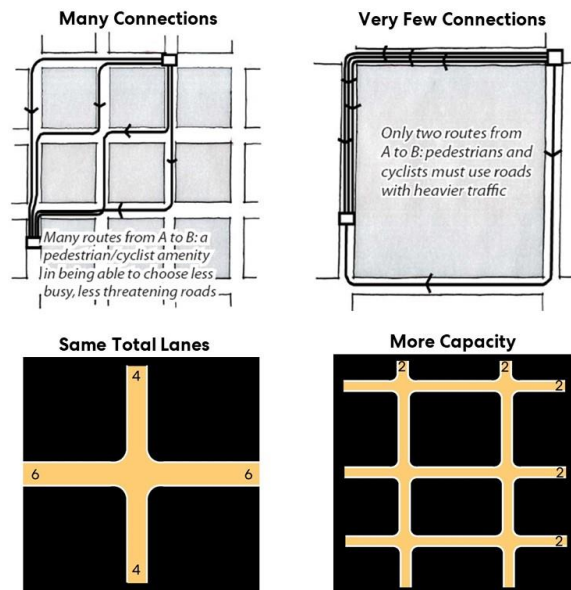 Many Connections
Many routes from A to B: a
pedestrian/cyclist amenity
in being able to choose less
busy, less threatening roads
Very Few Connections
Only two routes from
A to B: pedestrians and
cyclists must use roads
with heavier traffic
Same Total Lanes
4
6
6
4
More Capacity
2
2
2
2
2